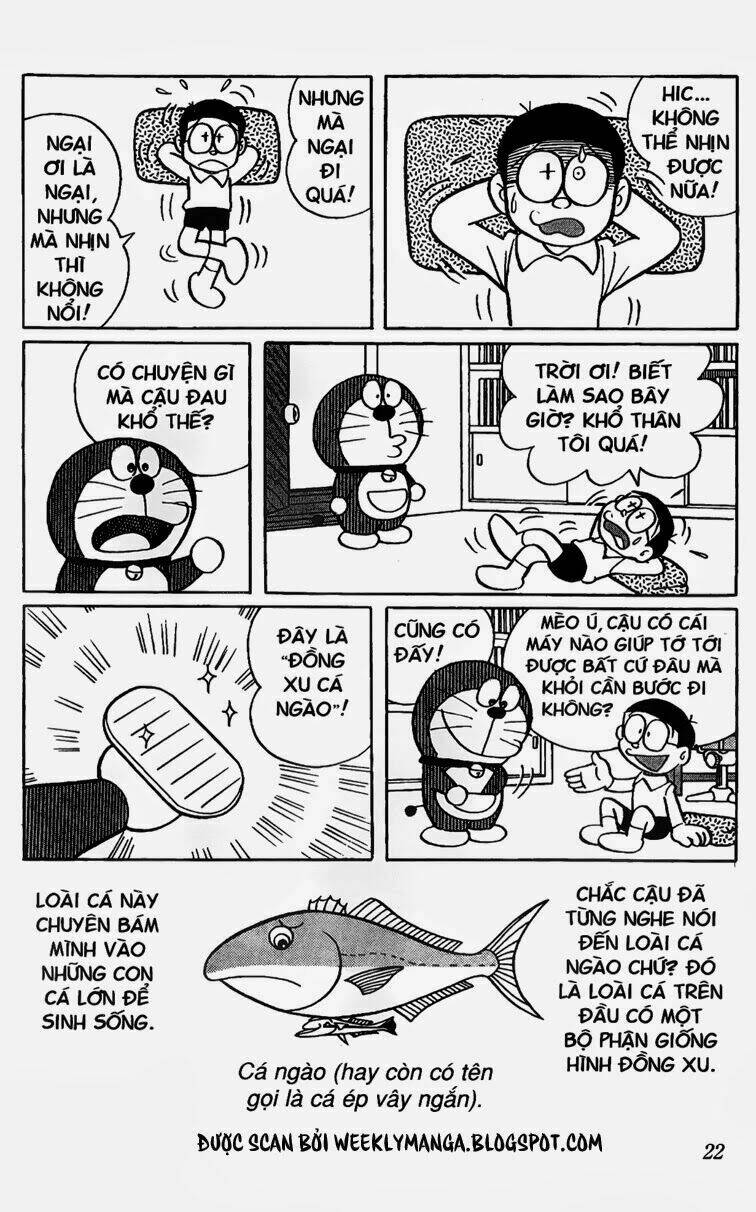 HIC...
KHÔNG
THỂ NHỊN
ĐƯỢC
NỮA!
NHƯNG
MÀ
NGẠI
ĐI
QUÁ!
NGẠI
ƠI LÀ
NGẠI,
NHƯNG
MÀ NHỊN
THÌ
KHÔNG
NỔI!
TRỜI ƠI! BIẾT
LÀM SAO BÂY
GIỜ? KHỔ THÂN
TÔI QUÁ!
CÓ CHUYỆN GÌ
MÀ CẬU ĐAU
KHỔ THẾ?
MÈO Ú, CẬU CÓ CÁI
MÁY NÀO GIÚP TỚ TỚI
ĐƯỢC BẤT CỨ ĐÂU MÀ
KHỎI CẦN BƯỚC ĐI
KHÔNG?
CŨNG CÓ
ĐẤY!
ĐÂY LÀ
“ĐỒNG
XU CÁ
NGÀO”!
CHẮC CẬU ĐÃ
TỪNG NGHE NÓI
ĐẾN LOÀI CÁ
NGÀO CHỨ? ĐÓ
LÀ LOÀI CÁ TRÊN
ĐẦU CÓ MỘT
BỘ PHẬN GIỐNG
HÌNH ĐỒNG XU.
LOÀI CÁ NÀY
CHUYÊN BÁM
MÌNH VÀO
NHỮNG CON
CÁ LỚN ĐỂ
SINH SỐNG.
Cá ngào (hay còn có tên
gọi là cá ép vây ngắn).
ĐƯỢC SCAN BỞI WEEKLYMANGA.BLOGSPOT.COM
22